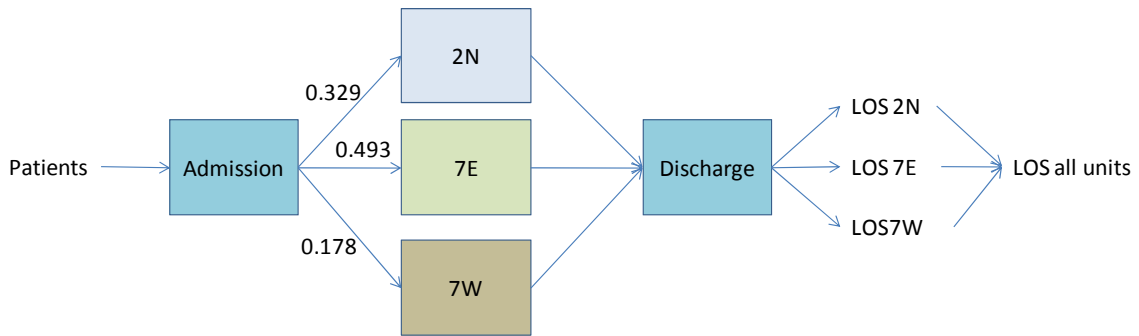 Patients
Admission
0.329
0.493
0.178
2N
7E
7W
Discharge
LOS 2N
LOS 7E
LOS7W
LOS all units